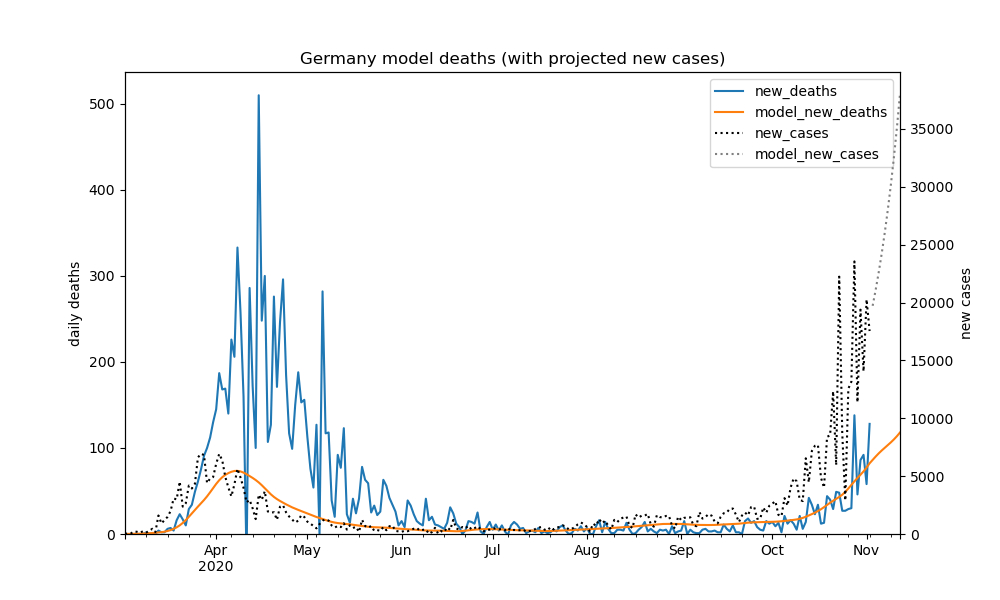 Germany model deaths (with projected new cases)
new_deaths
model_new_deaths
new_cases
model_new_cases
500
400
300
200
100
0
daily deaths
35000
30000
25000
20000
15000
10000
5000
0
new cases
Apr May Jun Jul Aug Sep Oct Nov
2020